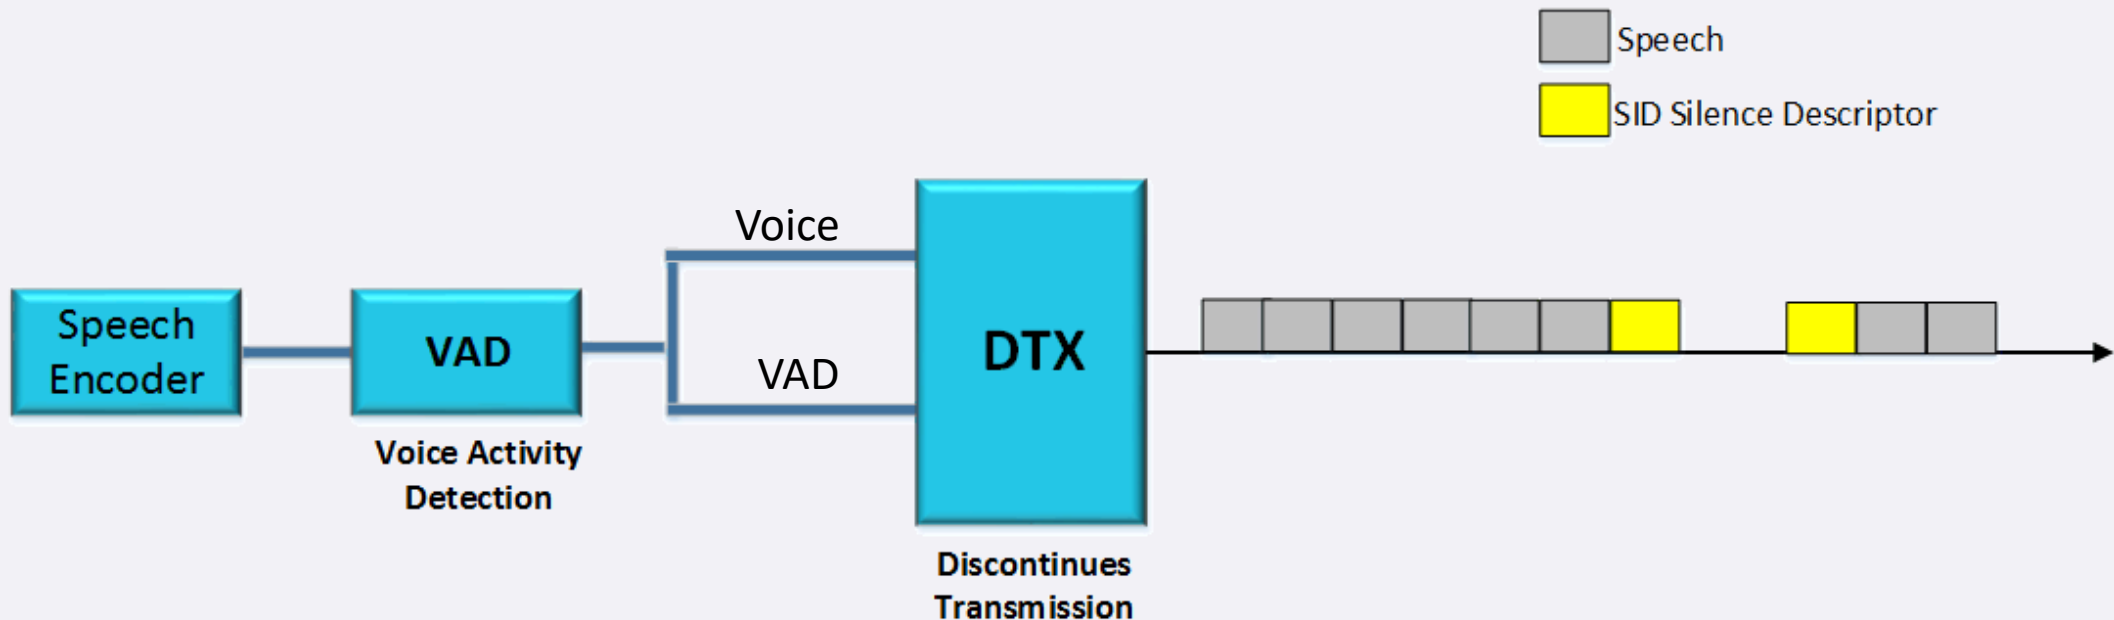 Speech
SID Silence Descriptor
Speech
Encoder
VAD
Voice Activity
Detection
Voice
VAD
DTX
Discontinues
Transmission